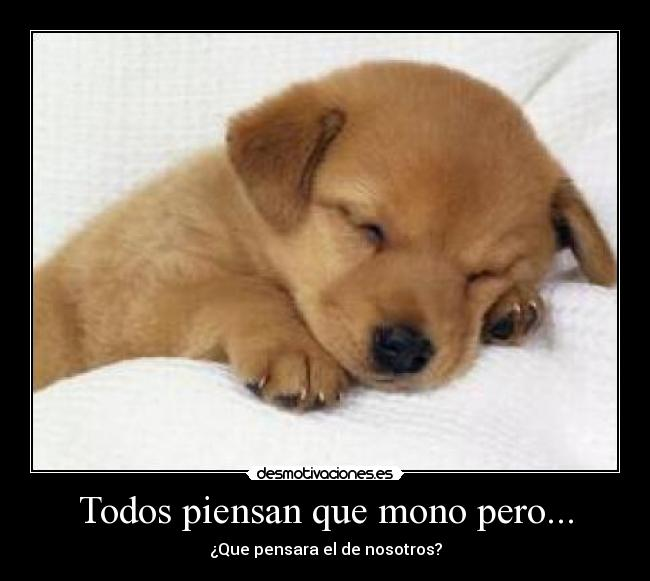 desmotivaciones.es
Todos piensan que mono pero...
¿Que pensara el de nosotros?